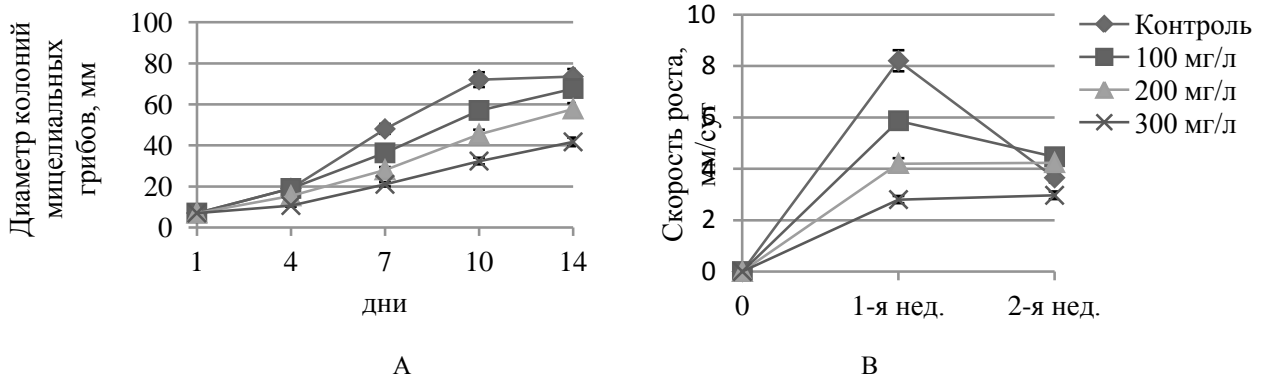 Диаметр колоний
мицелиальных
грибов, мм
100
80
60
40
20
0
1 4 7 10 14
дни
А
Скорость роста,
мм/сут
10
8
6
4
2
0
0 1-я нед. 2-я нед.
В
Контроль
100 мг/л
200 мг/л
300 мг/л